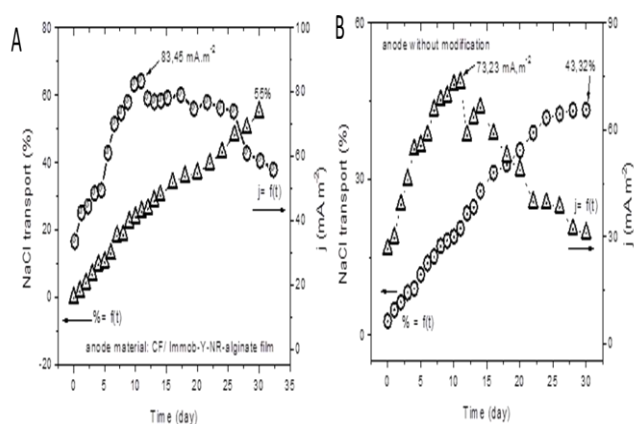 A
83,45 mA.m-2
55%
j= f(t)
%= f(t)
anode material: CF/ Immob-Y-NR-alginate film
NaCl transport (%)
j (mA m-2)
80
60
40
20
0
-20
100
80
60
40
20
0
0 5 10 15 20 25 30 35
Time (day)
B
anode without modification
73,23 mA,m-2
43,32%
j= f(t)
% = f(t)
NaCl transport (%)
j (mA m-2)
60
30
0
90
60
30
0
0 5 10 15 20 25 30
Time (day)